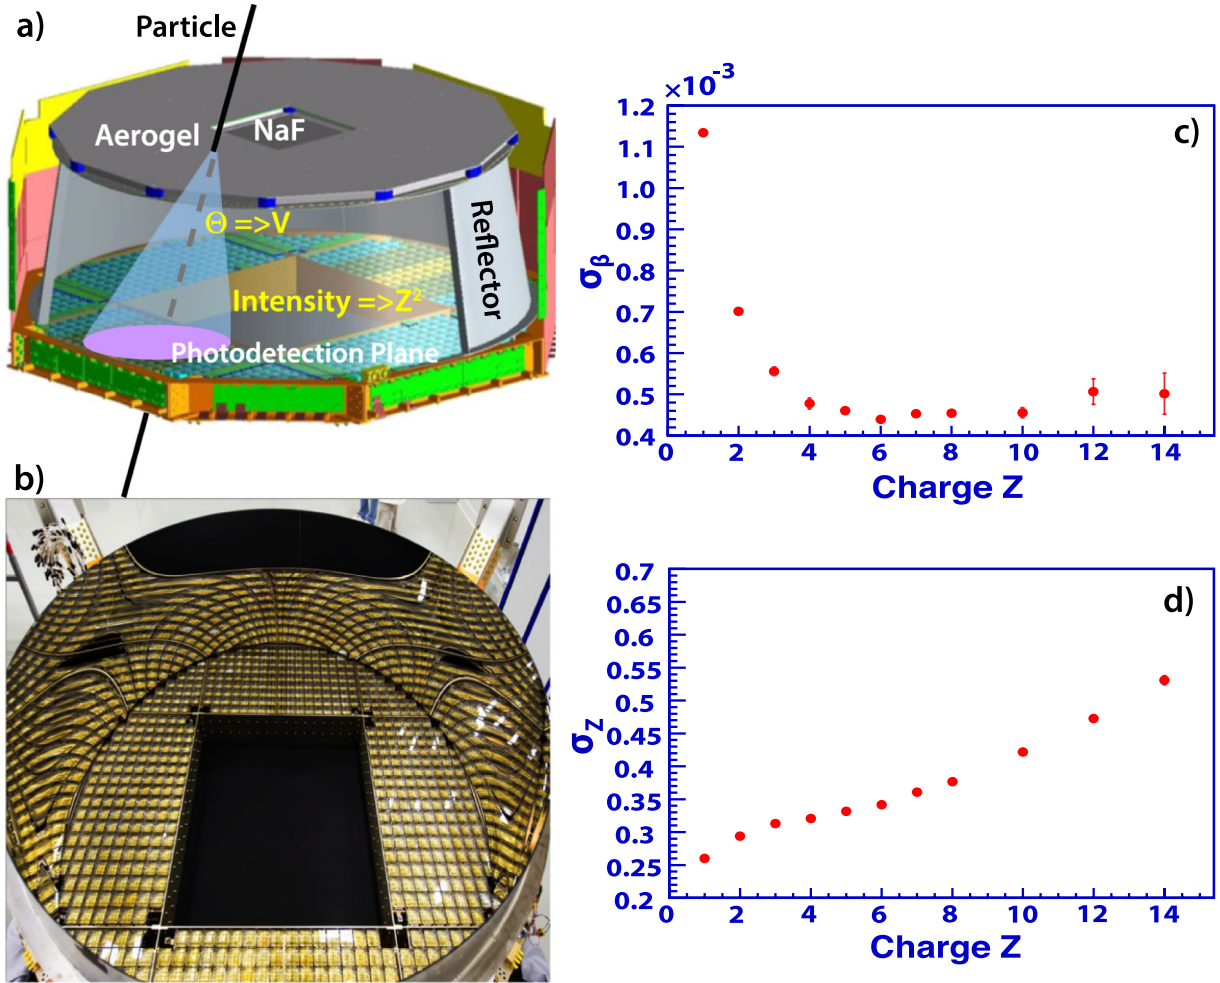 a)
Particle
Aerogel
NaF
Θ =>V
Reflector
Intensity =>Z²
Photodetection Plane
b)
×10⁻³
c)
1.2
1.1
1.0
0.9
0.8
0.7
0.6
0.5
0.4
σβ
0 2 4 6 8 10 12 14
Charge Z
d)
0.7
0.65
0.6
0.55
0.5
0.45
0.4
0.35
0.3
0.25
0.2
σZ
0 2 4 6 8 10 12 14
Charge Z